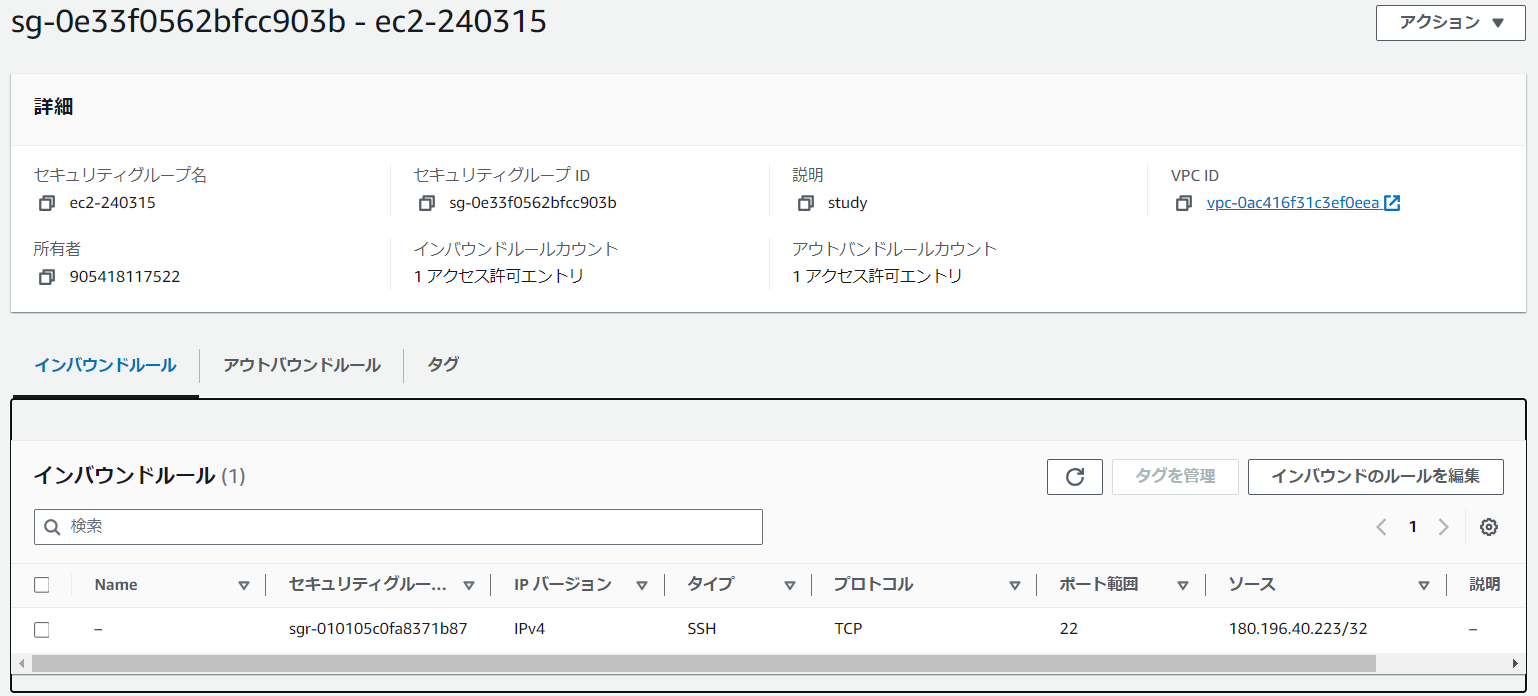 sg-0e33f0562bfcc903b - ec2-240315
アクション ▼
詳細
セキュリティグループ名
ec2-240315
セキュリティグループ ID
sg-0e33f0562bfcc903b
説明
study
VPC ID
vpc-0ac416f31c3ef0eea
所有者
905418117522
インバウンドルールカウント
1 アクセス許可エントリ
アウトバンドルールカウント
1 アクセス許可エントリ
インバウンドルール アウトバウンドルール タグ
インバウンドルール (1)
タグを管理 インバウンドのルールを編集
検索
1
Name セキュリティグルー... IP バージョン タイプ プロトコル ポート範囲 ソース 説明
– sgr-010105c0fa8371b87 IPv4 SSH TCP 22 180.196.40.223/32 –